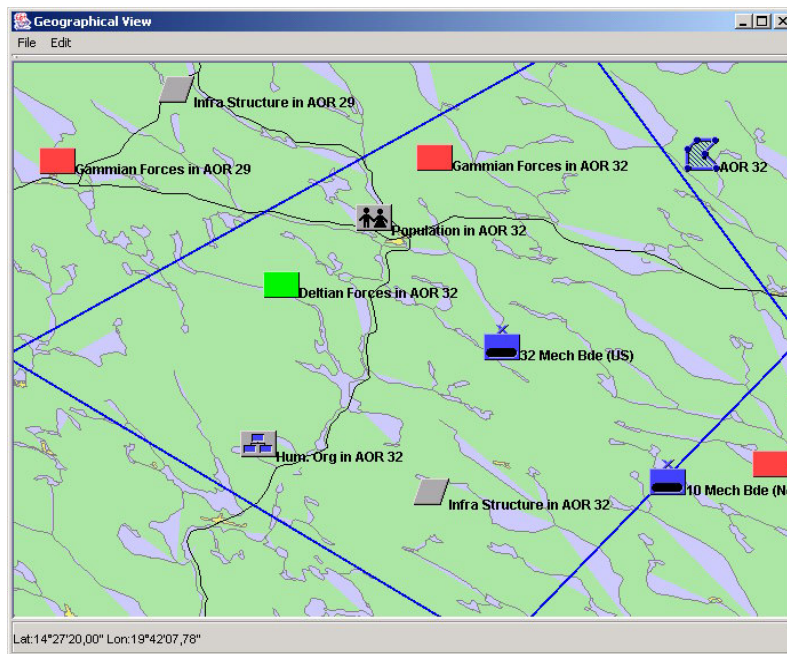 Geographical View
File Edit
Infra Structure in AOR 29
Gammian Forces in AOR 29
Gammian Forces in AOR 32
AOR 32
Population in AOR 32
Deltian Forces in AOR 32
32 Mech Bde (US)
Hum. Org in AOR 32
10 Mech Bde (N
Infra Structure in AOR 32
Lat:14°27'20,00" Lon:19°42'07,78"